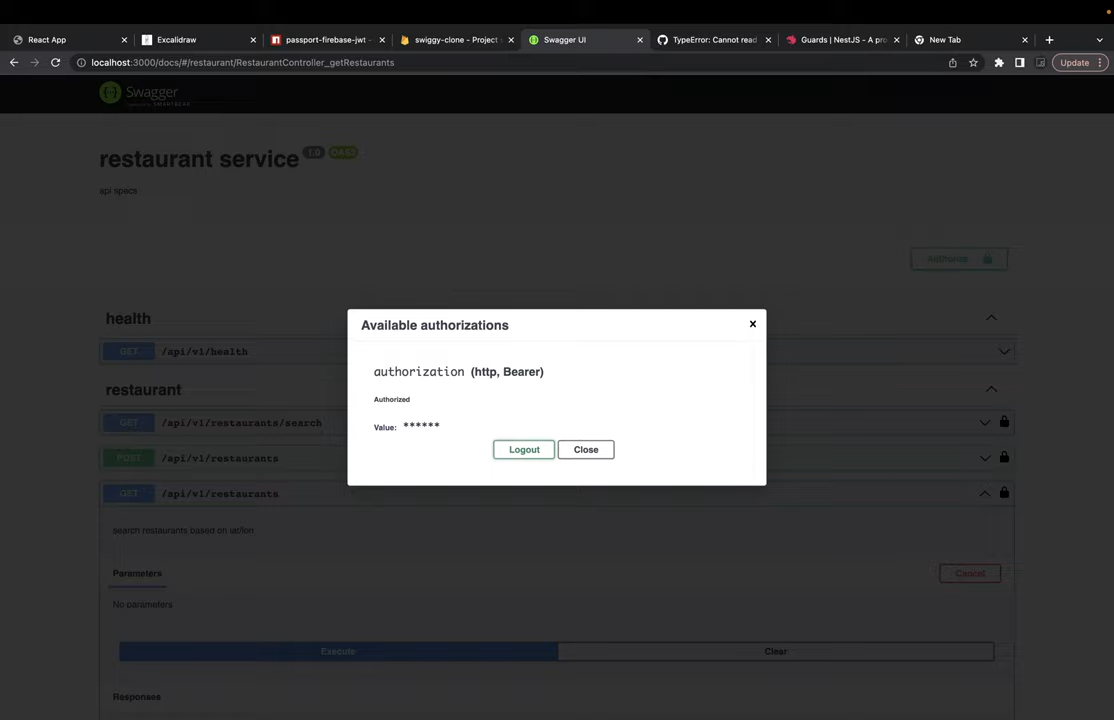 React App
Excalidraw
passport-firebase-jwt -
swiggy-clone - Project s
Swagger UI
TypeError: Cannot read
Guards | NestJS - A pro
New Tab
localhost:3000/docs/#/restaurant/RestaurantController_getRestaurants
Update
Swagger
SMARTBEAR
restaurant service 1.0 OAS3
api specs
Authorize
health
GET /api/v1/health
restaurant
GET /api/v1/restaurants/search
POST /api/v1/restaurants
GET /api/v1/restaurants
search restaurants based on lat/lon
Parameters
Cancel
No parameters
Execute
Clear
Responses
Available authorizations
authorization (http, Bearer)
Authorized
Value: ******
Logout
Close